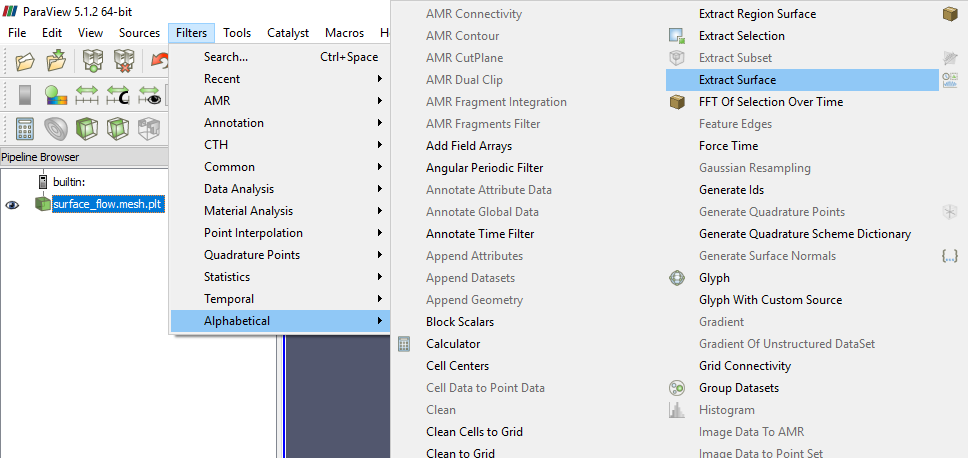 ParaView 5.1.2 64-bit
File Edit View Sources Filters Tools Catalyst Macros H
Pipeline Browser
builtin:
surface_flow.mesh.plt
Search... Ctrl+Space
Recent
AMR
Annotation
CTH
Common
Data Analysis
Material Analysis
Point Interpolation
Quadrature Points
Statistics
Temporal
Alphabetical
AMR Connectivity
AMR Contour
AMR CutPlane
AMR Dual Clip
AMR Fragment Integration
AMR Fragments Filter
Add Field Arrays
Angular Periodic Filter
Annotate Attribute Data
Annotate Global Data
Annotate Time Filter
Append Attributes
Append Datasets
Append Geometry
Block Scalars
Calculator
Cell Centers
Cell Data to Point Data
Clean
Clean Cells to Grid
Clean to Grid
Extract Region Surface
Extract Selection
Extract Subset
Extract Surface
FFT Of Selection Over Time
Feature Edges
Force Time
Gaussian Resampling
Generate Ids
Generate Quadrature Points
Generate Quadrature Scheme Dictionary
Generate Surface Normals
Glyph
Glyph With Custom Source
Gradient
Gradient Of Unstructured DataSet
Grid Connectivity
Group Datasets
Histogram
Image Data To AMR
Image Data to Point Set